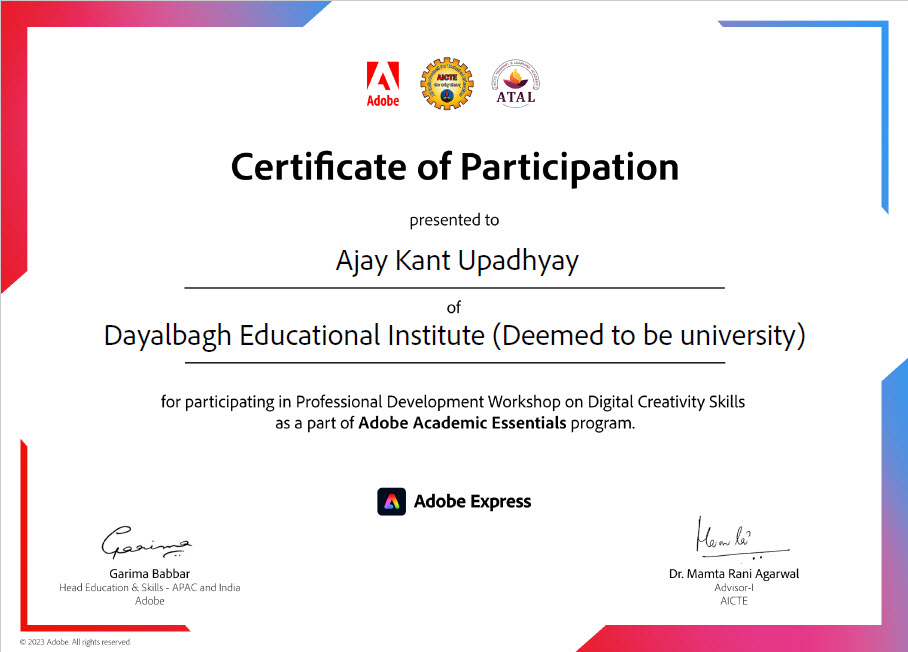 Adobe
AICTE
ATAL
Certificate of Participation
presented to
Ajay Kant Upadhyay
of
Dayalbagh Educational Institute (Deemed to be university)
for participating in Professional Development Workshop on Digital Creativity Skills
as a part of Adobe Academic Essentials program.
Adobe Express
Garima
Garima Babbar
Head Education & Skills - APAC and India
Adobe
Dr. Mamta Rani Agarwal
Advisor-I
AICTE
© 2023 Adobe. All rights reserved.